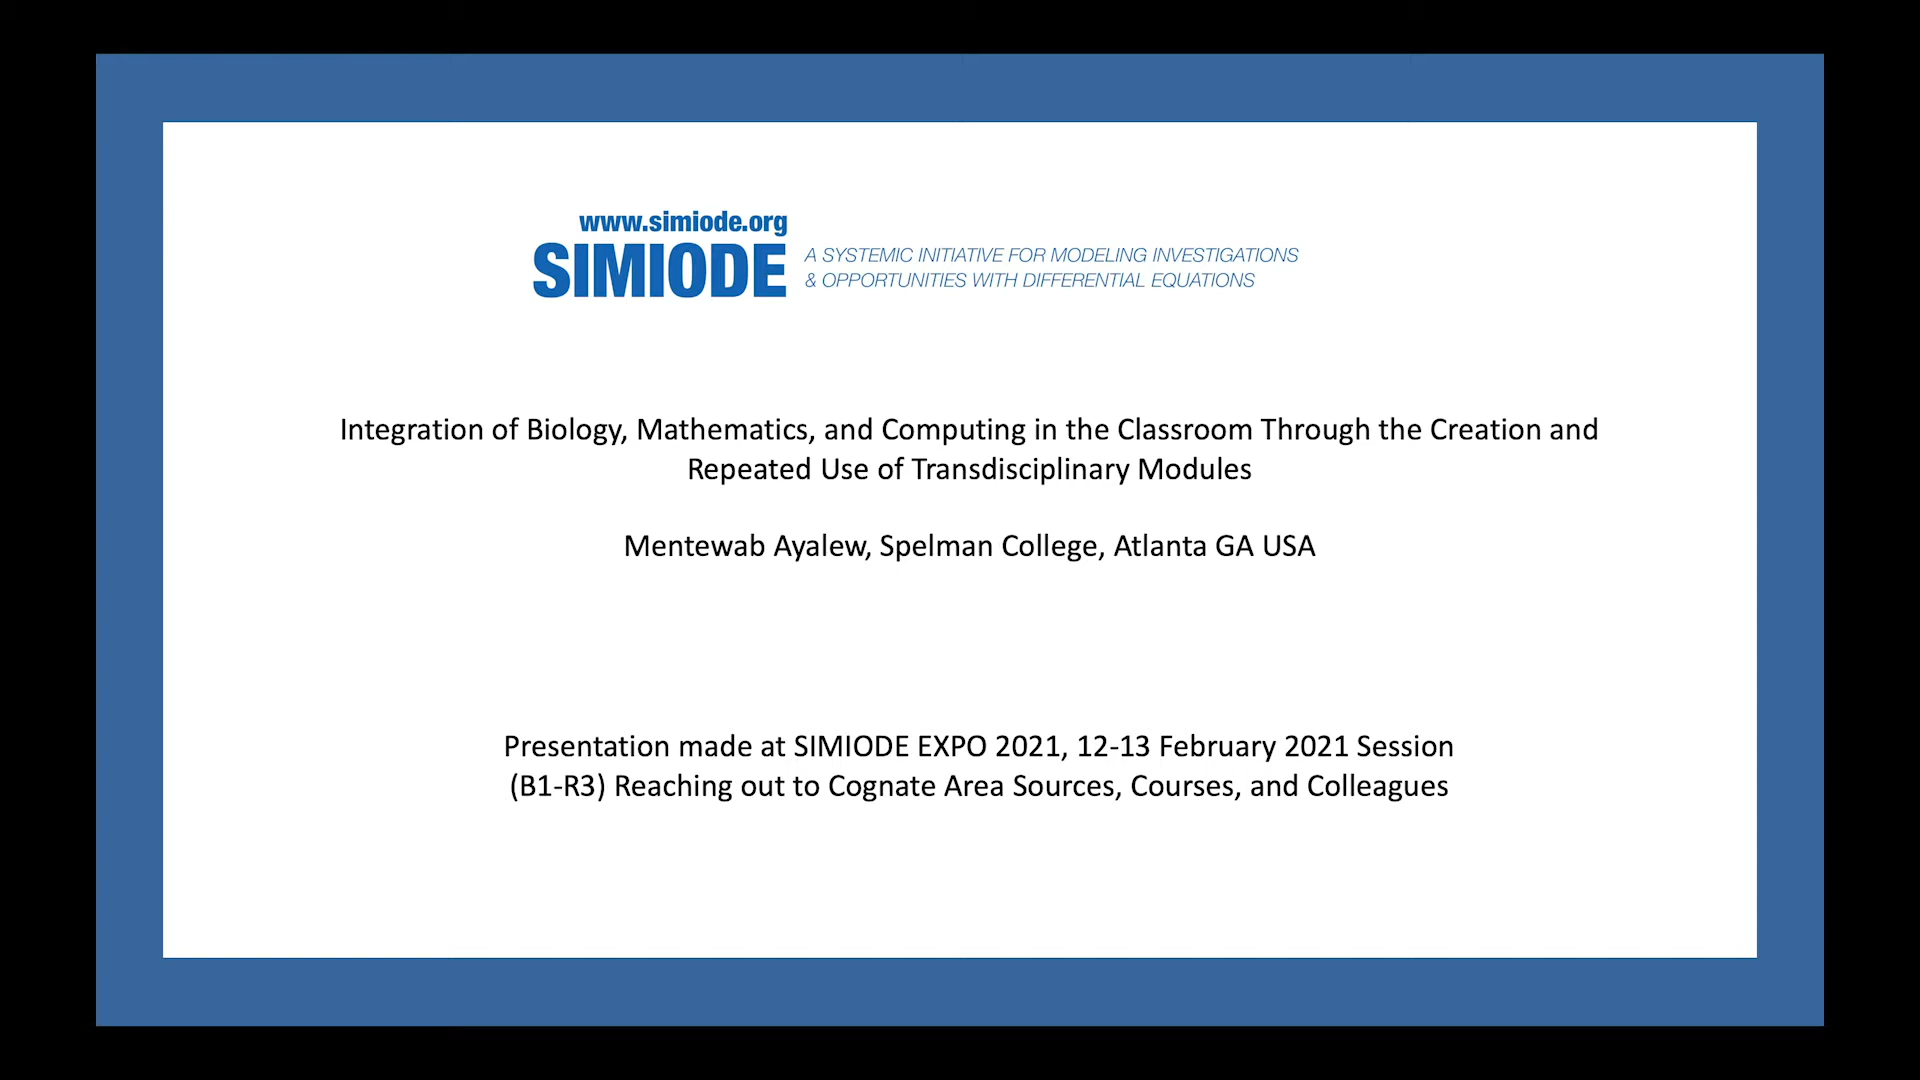 www.simiode.org
SIMIODE
A SYSTEMIC INITIATIVE FOR MODELING INVESTIGATIONS
& OPPORTUNITIES WITH DIFFERENTIAL EQUATIONS
Integration of Biology, Mathematics, and Computing in the Classroom Through the Creation and
Repeated Use of Transdisciplinary Modules
Mentewab Ayalew, Spelman College, Atlanta GA USA
Presentation made at SIMIODE EXPO 2021, 12-13 February 2021 Session
(B1-R3) Reaching out to Cognate Area Sources, Courses, and Colleagues